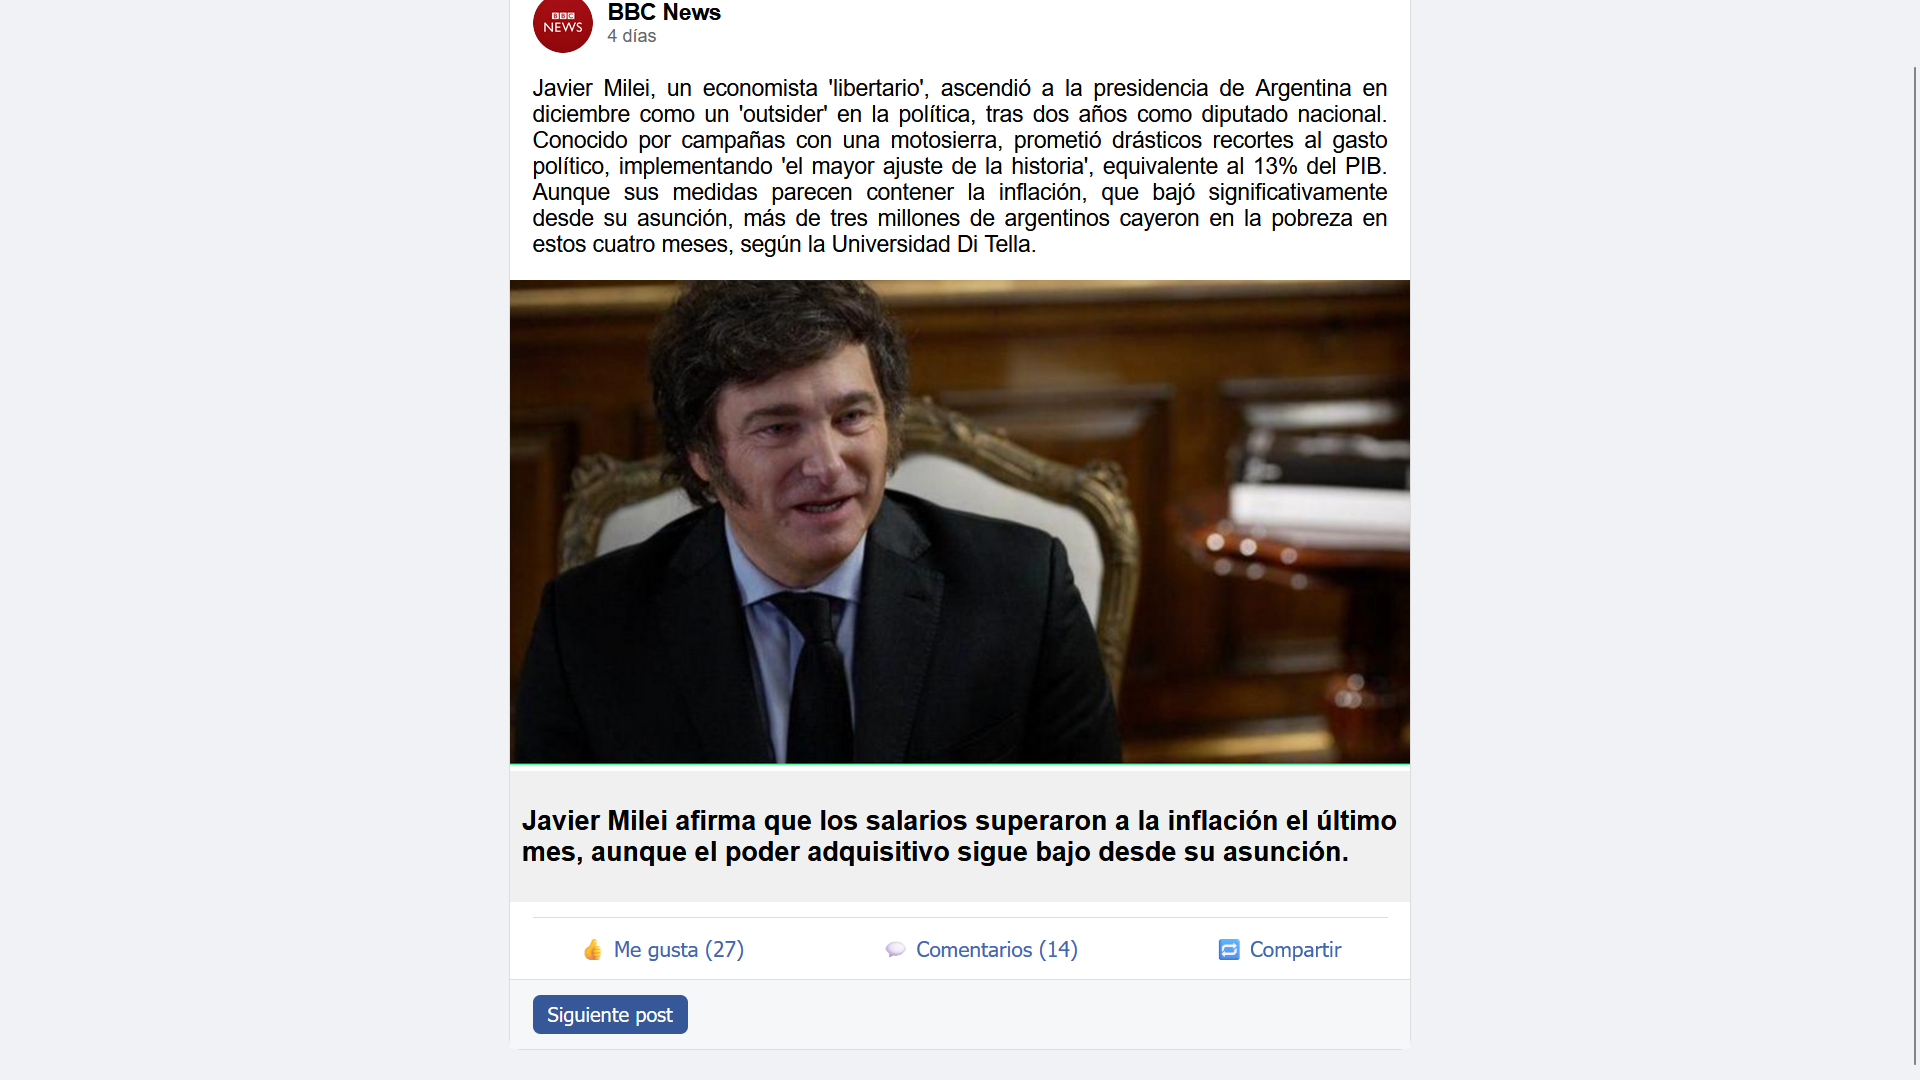 BBC
NEWS
BBC News
4 días
Javier Milei, un economista 'libertario', ascendió a la presidencia de Argentina en
diciembre como un 'outsider' en la política, tras dos años como diputado nacional.
Conocido por campañas con una motosierra, prometió drásticos recortes al gasto
político, implementando 'el mayor ajuste de la historia', equivalente al 13% del PIB.
Aunque sus medidas parecen contener la inflación, que bajó significativamente
desde su asunción, más de tres millones de argentinos cayeron en la pobreza en
estos cuatro meses, según la Universidad Di Tella.
Javier Milei afirma que los salarios superaron a la inflación el último
mes, aunque el poder adquisitivo sigue bajo desde su asunción.
Me gusta (27) Comentarios (14) Compartir
Siguiente post